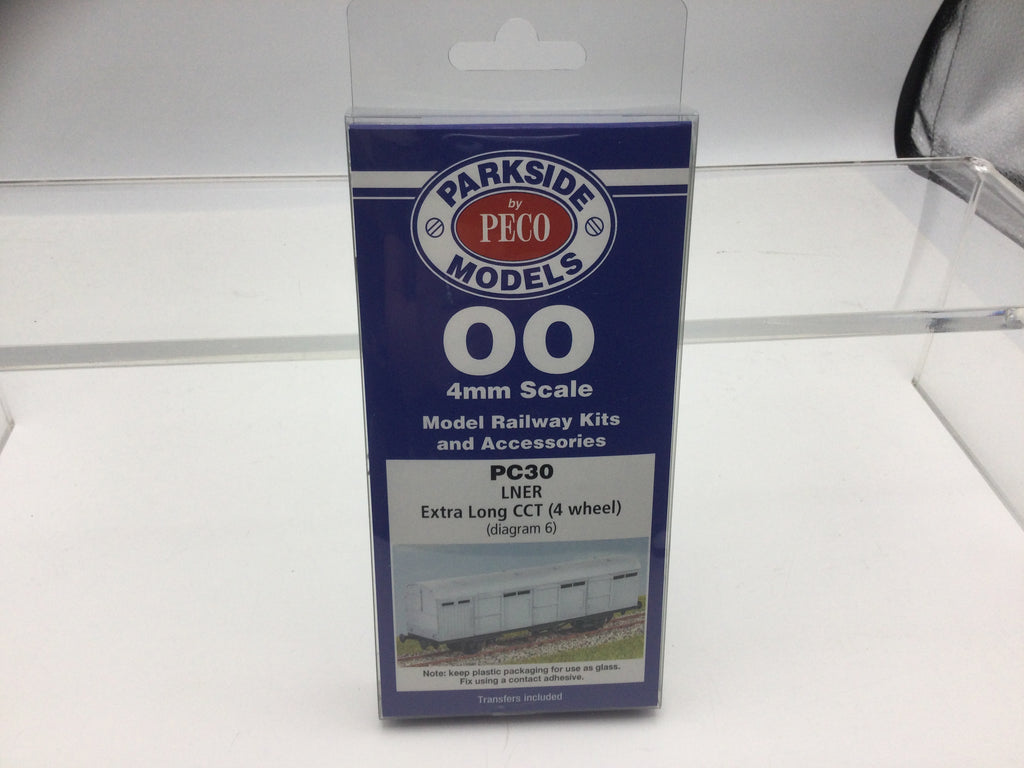 PARKSIDE
by
PECO
MODELS
OO
4mm Scale
Model Railway Kits
and Accessories
PC30
LNER
Extra Long CCT (4 wheel)
(diagram 6)
Note: keep plastic packaging for use as glass.
Fix using a contact adhesive.
Transfers included